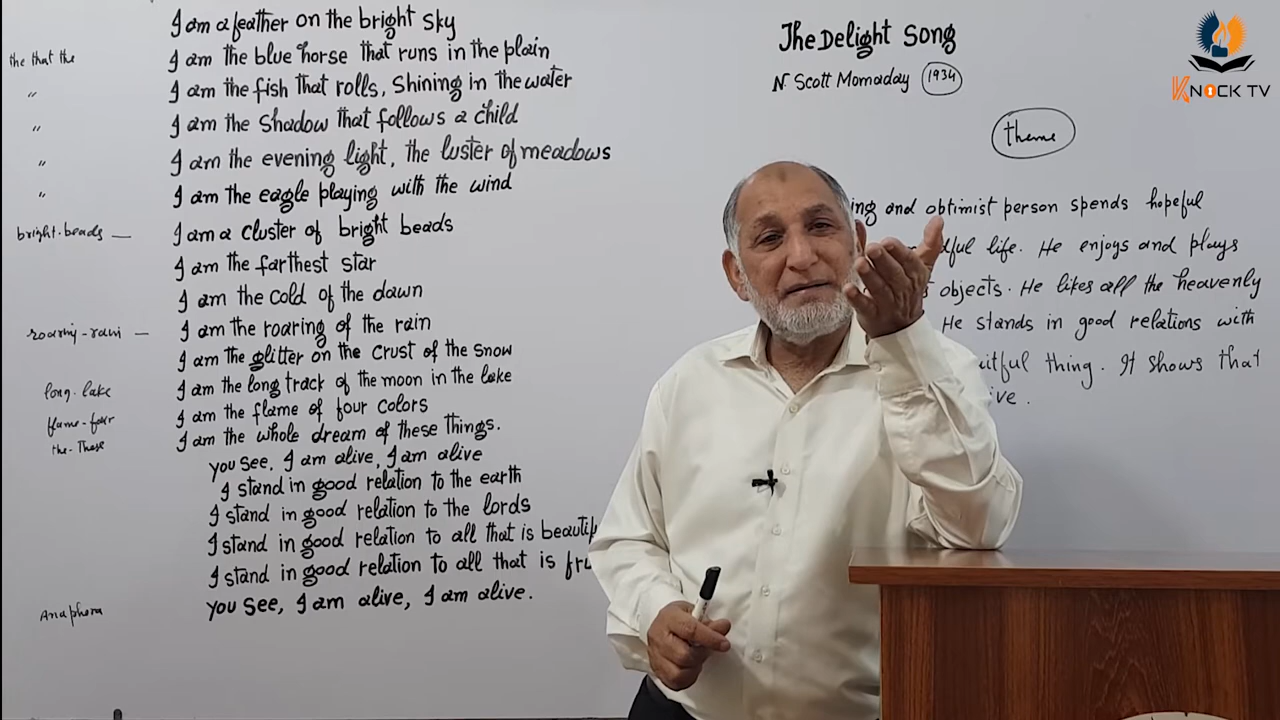 I am a feather on the bright sky
I am the blue horse that runs in the plain
I am the fish that rolls, shining in the water
I am the shadow that follows a child
I am the evening light, the luster of meadows
I am the eagle playing with the wind
I am a cluster of bright beads
I am the farthest star
I am the cold of the dawn
I am the roaring of the rain
I am the glitter on the crust of the snow
I am the long track of the moon in the lake
I am the flame of four colors
I am the whole dream of these things.
you see, I am alive, I am alive
I stand in good relation to the earth
I stand in good relation to the lords
I stand in good relation to all that is beautif
I stand in good relation to all that is fru
you see, I am alive, I am alive.
the that the
"
"
"
"
bright-beads —
roaring-rain —
long-lake
flame-four
the-These
Anaphora
The Delight Song
N. Scott Momaday 1934
theme
ing and obtimist person spends hopeful
dful life. He enjoys and plays
objects. He likes all the heavenly
He stands in good relations with
uitful thing. It shows that
ive.
KNOCK TV